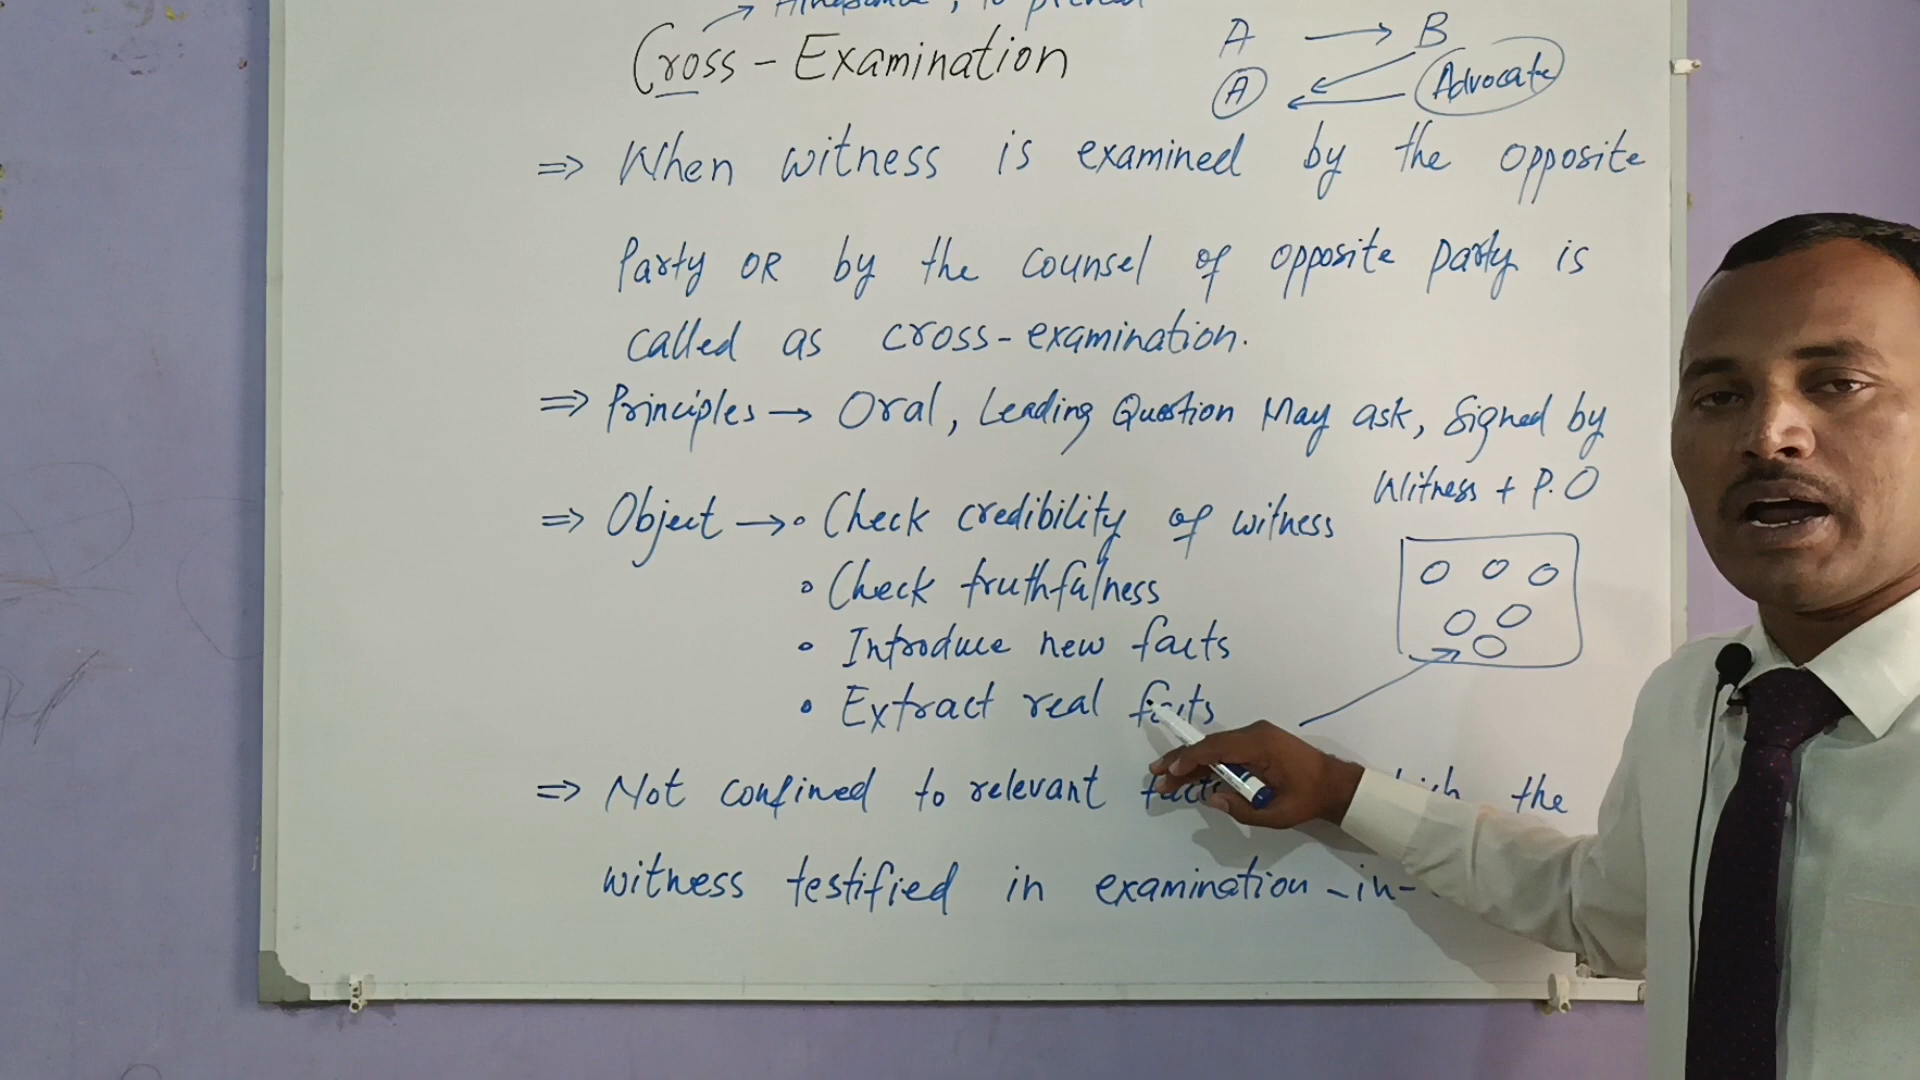 to prevent
Cross - Examination
A → B
A Advocate
⇒ When witness is examined by the opposite
Party OR by the counsel of opposite party is
called as cross-examination.
⇒ Principles → Oral, Leading Question May ask, Signed by
Witness + P.O
⇒ Object → • Check credibility of witness
• Check truthfulness
• Introduce new facts
• Extract real facts
⇒ Not confined to relevant the
witness testified in examination-in-